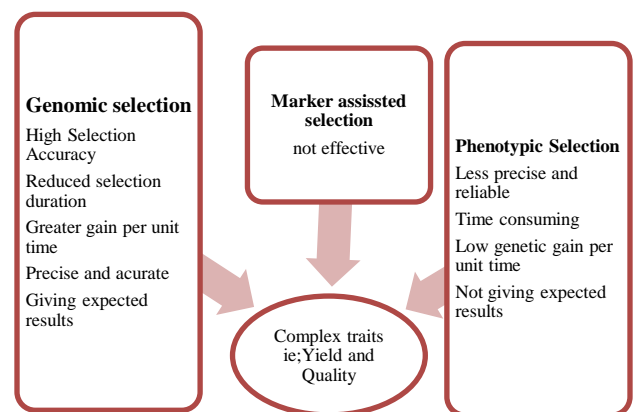 Genomic selection
High Selection
Accuracy
Reduced selection
duration
Greater gain per unit
time
Precise and acurate
Giving expected
results
Marker assissted
selection
not effective
Phenotypic Selection
Less precise and
reliable
Time consuming
Low genetic gain per
unit time
Not giving expected
results
Complex traits
ie;Yield and
Quality